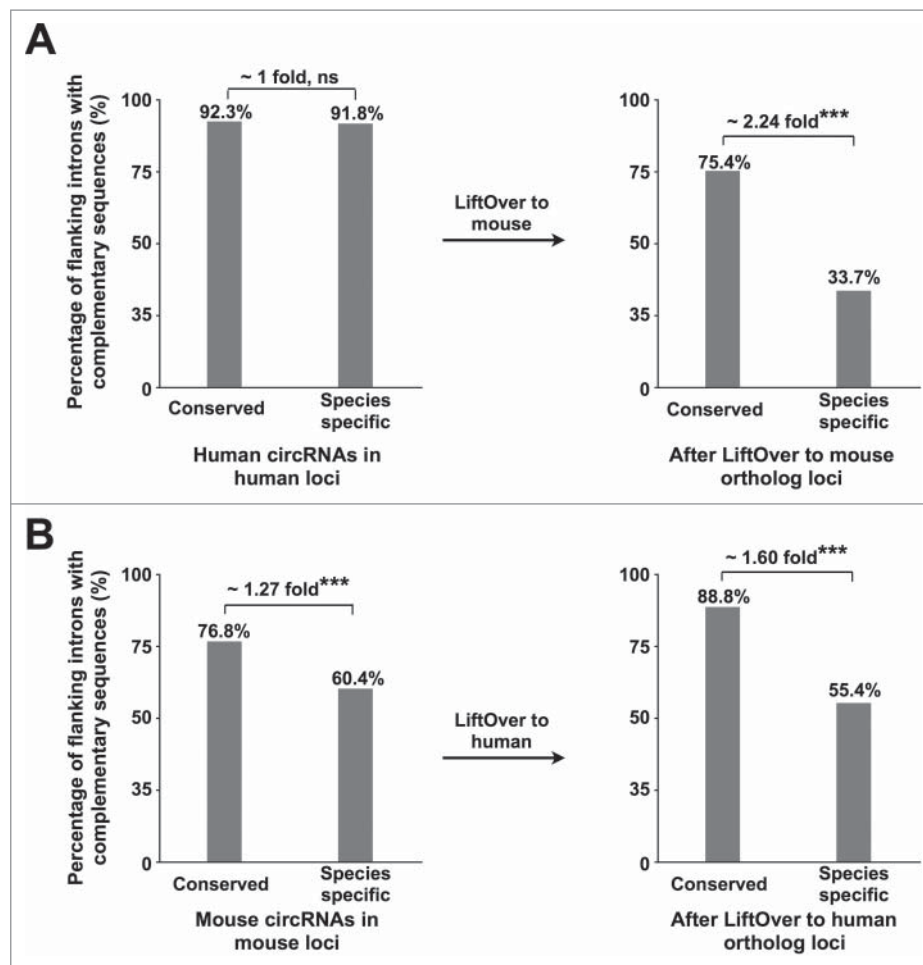 A
Percentage of flanking introns with
complementary sequences (%)
100
75
50
35
0
~ 1 fold, ns
92.3%
91.8%
Conserved
Species
specific
Human circRNAs in
human loci
LiftOver to
mouse
100
75
50
35
0
~ 2.24 fold***
75.4%
33.7%
Conserved
Species
specific
After LiftOver to mouse
ortholog loci
B
Percentage of flanking introns with
complementary sequences (%)
100
75
50
35
0
~ 1.27 fold***
76.8%
60.4%
Conserved
Species
specific
Mouse circRNAs in
mouse loci
LiftOver to
human
100
75
50
35
0
~ 1.60 fold***
88.8%
55.4%
Conserved
Species
specific
After LiftOver to human
ortholog loci